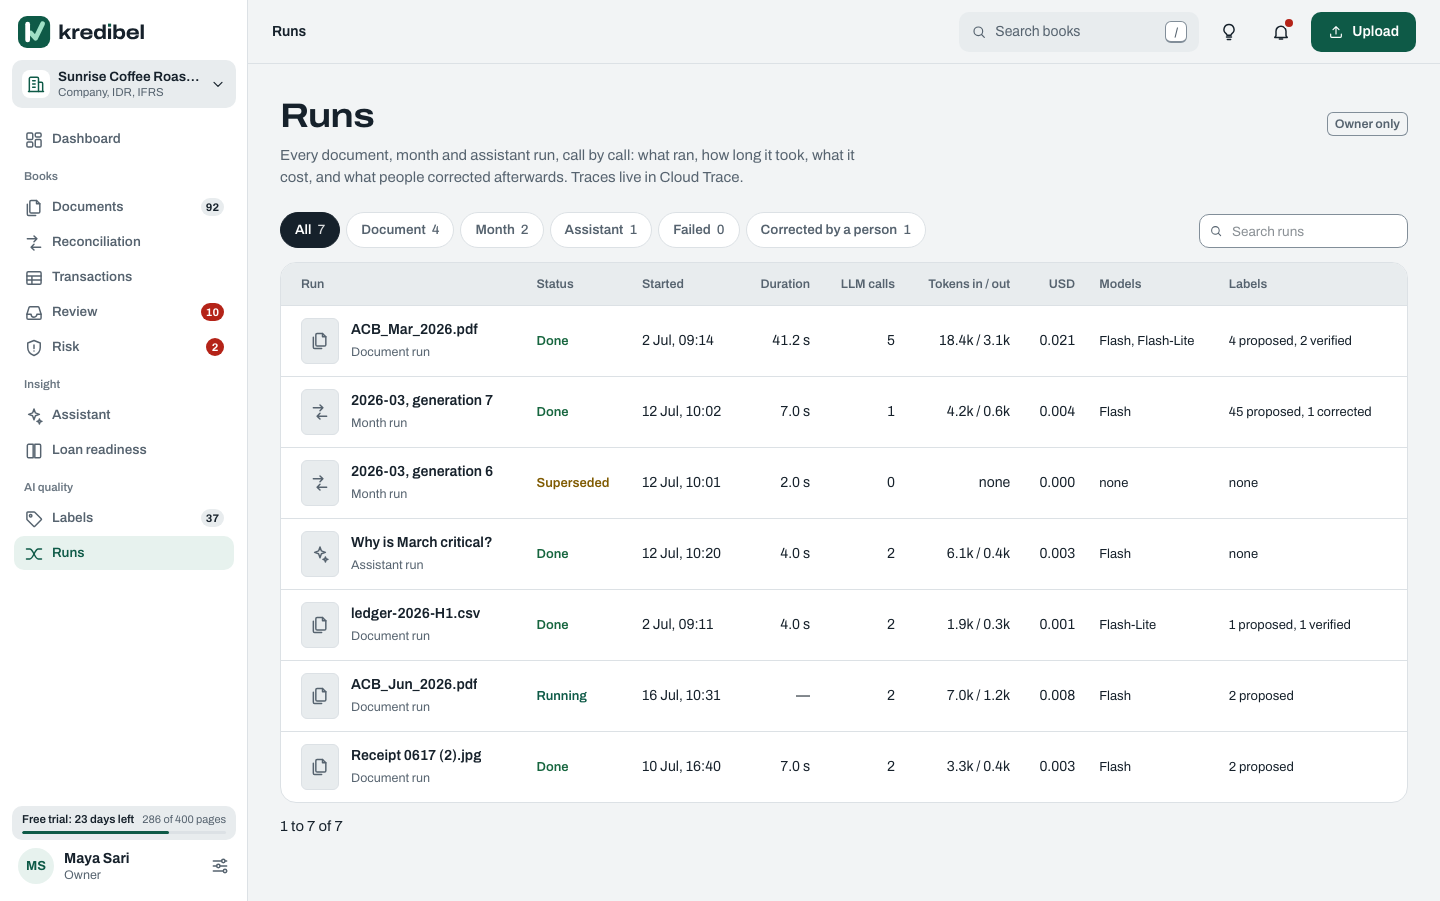 kredibel
Sunrise Coffee Roas...
Company, IDR, IFRS
Dashboard
Books
Documents 92
Reconciliation
Transactions
Review 10
Risk 2
Insight
Assistant
Loan readiness
AI quality
Labels 37
Runs
Free trial: 23 days left 286 of 400 pages
MS
Maya Sari
Owner
Runs
Search books /
Upload
Runs
Owner only
Every document, month and assistant run, call by call: what ran, how long it took, what it
cost, and what people corrected afterwards. Traces live in Cloud Trace.
All 7 Document 4 Month 2 Assistant 1 Failed 0 Corrected by a person 1
Search runs
Run Status Started Duration LLM calls Tokens in / out USD Models Labels
ACB_Mar_2026.pdf
Document run
Done 2 Jul, 09:14 41.2 s 5 18.4k / 3.1k 0.021 Flash, Flash-Lite 4 proposed, 2 verified
2026-03, generation 7
Month run
Done 12 Jul, 10:02 7.0 s 1 4.2k / 0.6k 0.004 Flash 45 proposed, 1 corrected
2026-03, generation 6
Month run
Superseded 12 Jul, 10:01 2.0 s 0 none 0.000 none none
Why is March critical?
Assistant run
Done 12 Jul, 10:20 4.0 s 2 6.1k / 0.4k 0.003 Flash none
ledger-2026-H1.csv
Document run
Done 2 Jul, 09:11 4.0 s 2 1.9k / 0.3k 0.001 Flash-Lite 1 proposed, 1 verified
ACB_Jun_2026.pdf
Document run
Running 16 Jul, 10:31 — 2 7.0k / 1.2k 0.008 Flash 2 proposed
Receipt 0617 (2).jpg
Document run
Done 10 Jul, 16:40 7.0 s 2 3.3k / 0.4k 0.003 Flash 2 proposed
1 to 7 of 7